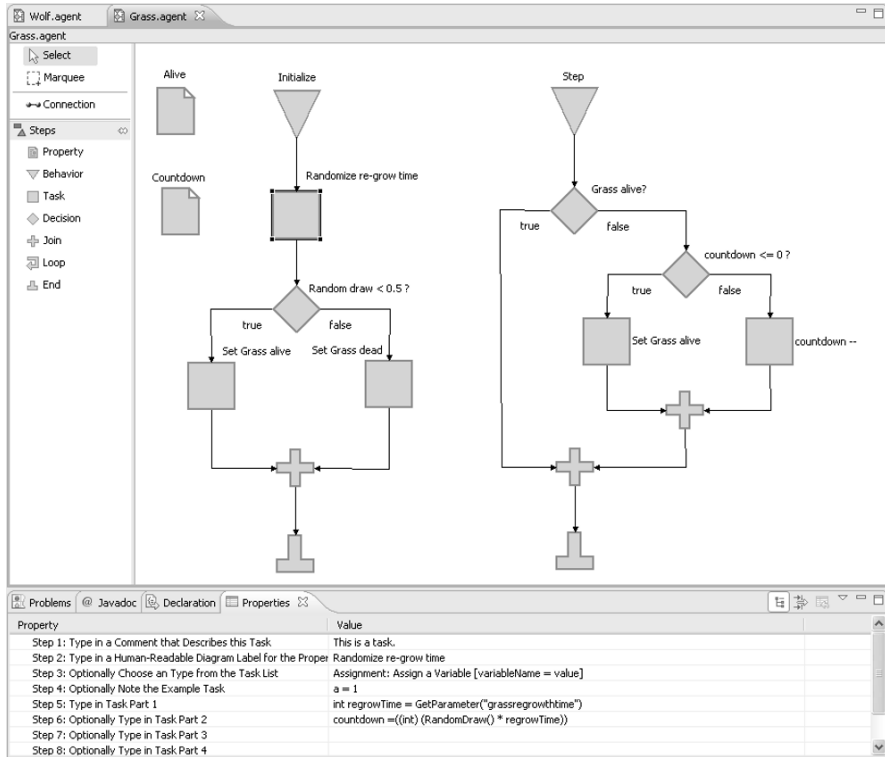 Wolf.agent
Grass.agent
Grass.agent
Select
Marquee
Connection
Steps
Property
Behavior
Task
Decision
Join
Loop
End
Alive
Countdown
Initialize
Randomize re-grow time
Random draw < 0.5 ?
true
false
Set Grass alive
Set Grass dead
Step
Grass alive?
true
false
countdown <= 0 ?
true
false
Set Grass alive
countdown --
Problems @ Javadoc Declaration Properties
Property Value
Step 1: Type in a Comment that Describes this Task This is a task.
Step 2: Type in a Human-Readable Diagram Label for the Proper Randomize re-grow time
Step 3: Optionally Choose an Type from the Task List Assignment: Assign a Variable [variableName = value]
Step 4: Optionally Note the Example Task a = 1
Step 5: Type in Task Part 1 int regrowTime = GetParameter("grassregrowthtime")
Step 6: Optionally Type in Task Part 2 countdown =((int) (RandomDraw() * regrowTime))
Step 7: Optionally Type in Task Part 3
Step 8: Optionally Type in Task Part 4